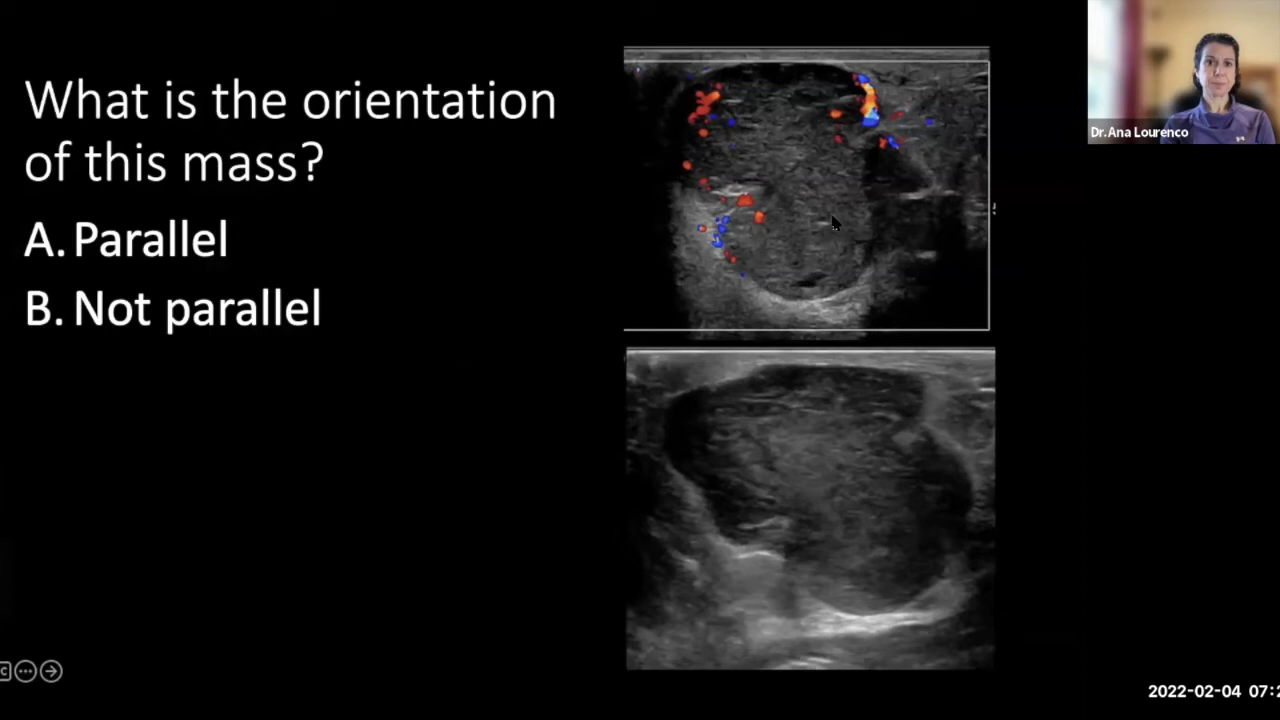 What is the orientation
of this mass?
A. Parallel
B. Not parallel
Dr. Ana Lourenco
2022-02-04 07:2